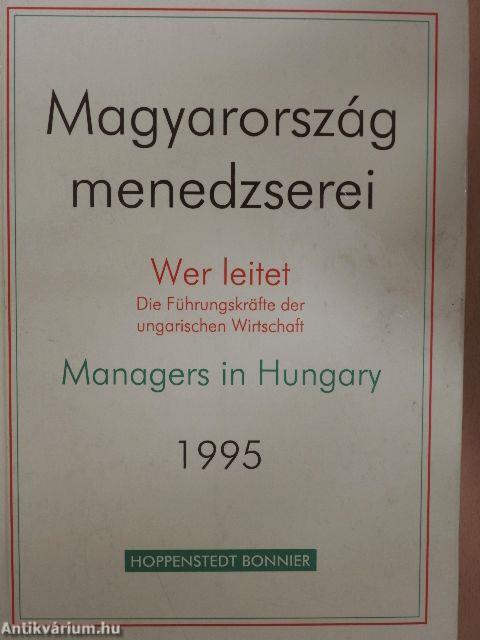 Magyarország
menedzserei
Wer leitet
Die Führungskräfte der
ungarischen Wirtschaft
Managers in Hungary
1995
HOPPENSTEDT BONNIER
Antikvárium.hu